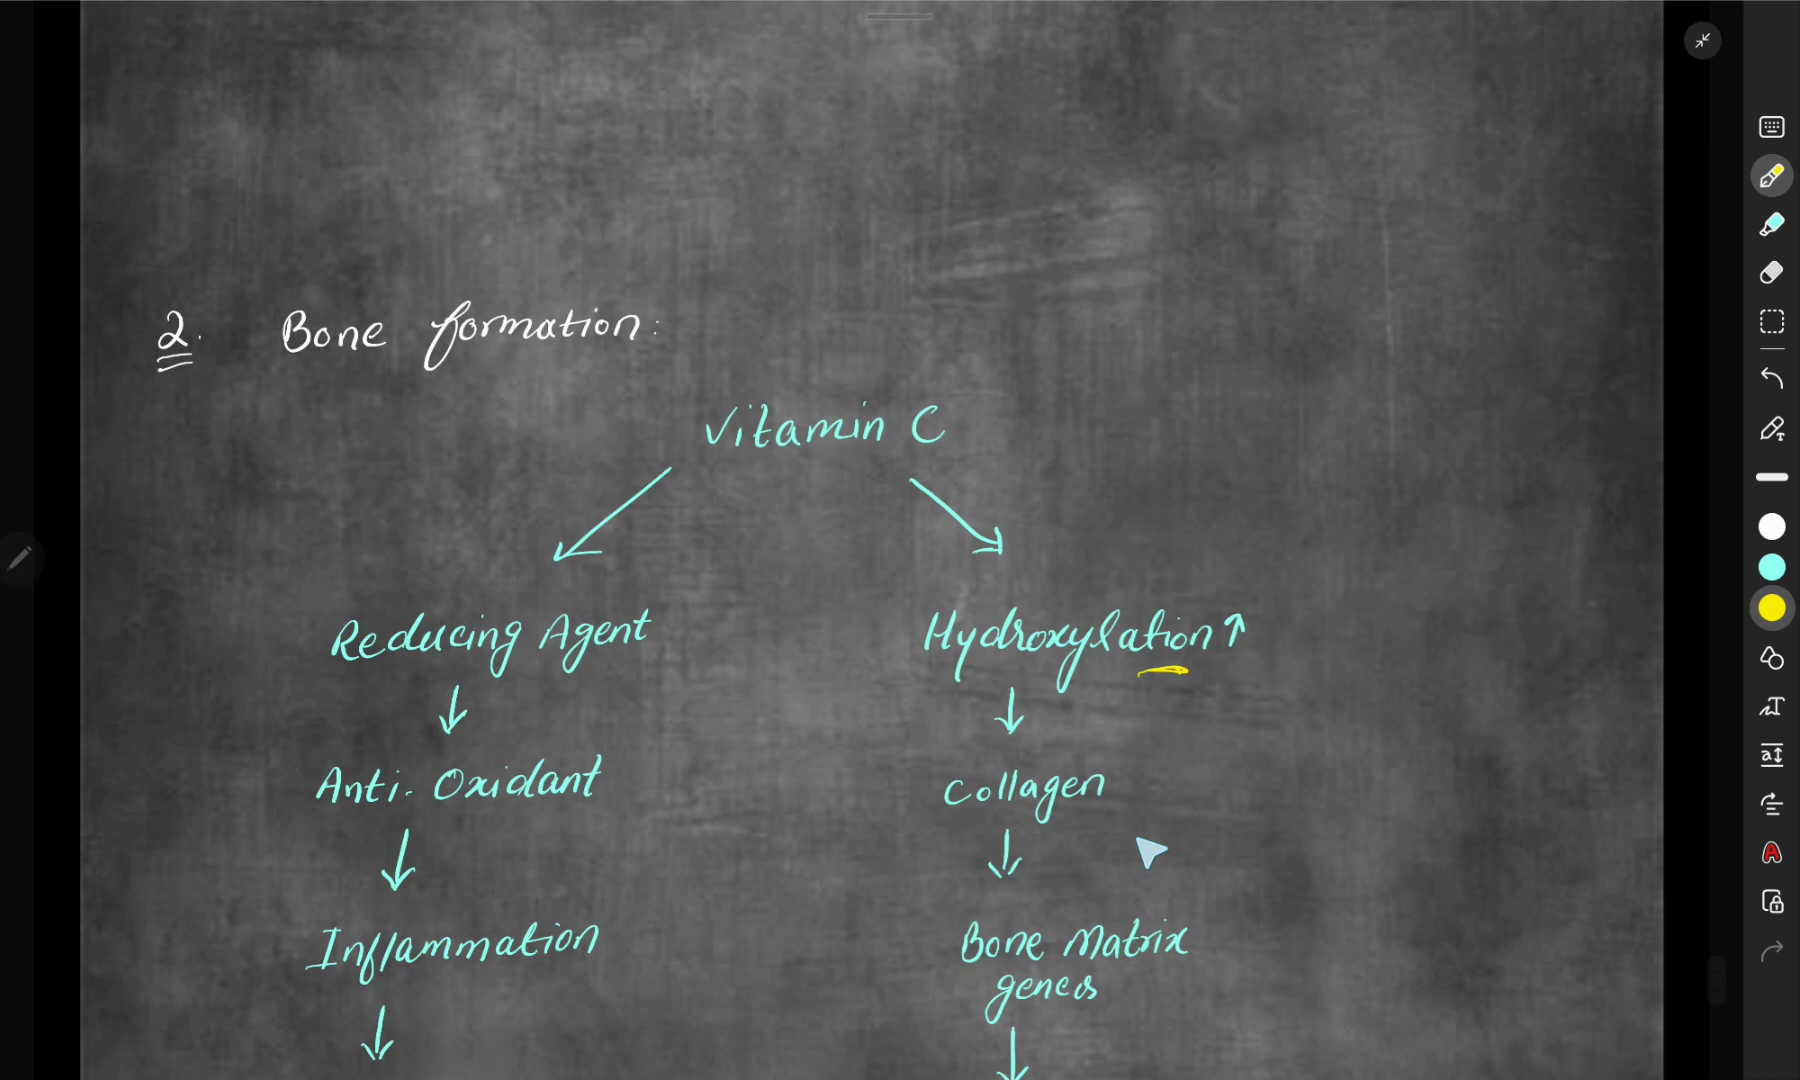 2. Bone formation:
Vitamin C
Reducing Agent
Hydroxylation ↑
Anti-Oxidant
Collagen
Inflammation
Bone Matrix
genes